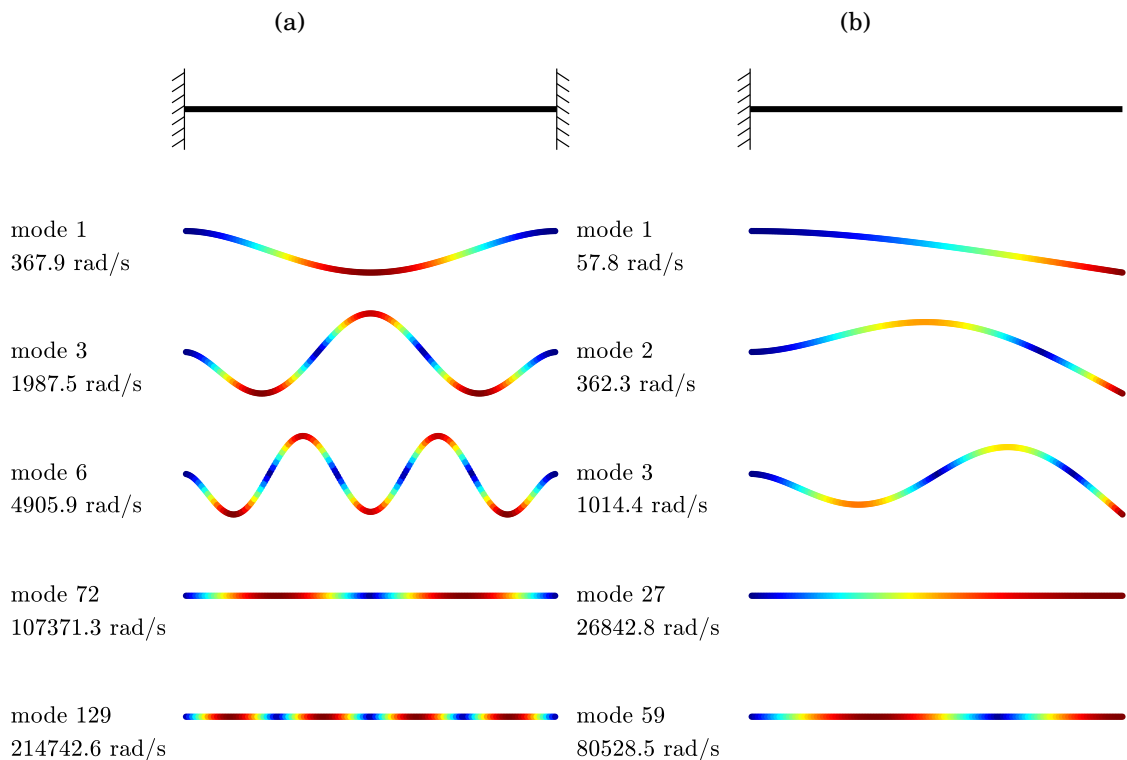 (a)
mode 1
367.9 rad/s
mode 3
1987.5 rad/s
mode 6
4905.9 rad/s
mode 72
107371.3 rad/s
mode 129
214742.6 rad/s
(b)
mode 1
57.8 rad/s
mode 2
362.3 rad/s
mode 3
1014.4 rad/s
mode 27
26842.8 rad/s
mode 59
80528.5 rad/s